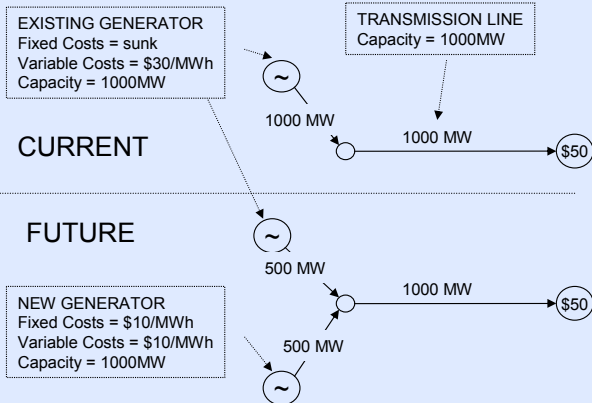 EXISTING GENERATOR
Fixed Costs = sunk
Variable Costs = $30/MWh
Capacity = 1000MW
TRANSMISSION LINE
Capacity = 1000MW
~
1000 MW
1000 MW
CURRENT
$50
FUTURE
~
500 MW
1000 MW
$50
NEW GENERATOR
Fixed Costs = $10/MWh
Variable Costs = $10/MWh
Capacity = 1000MW
500 MW
~